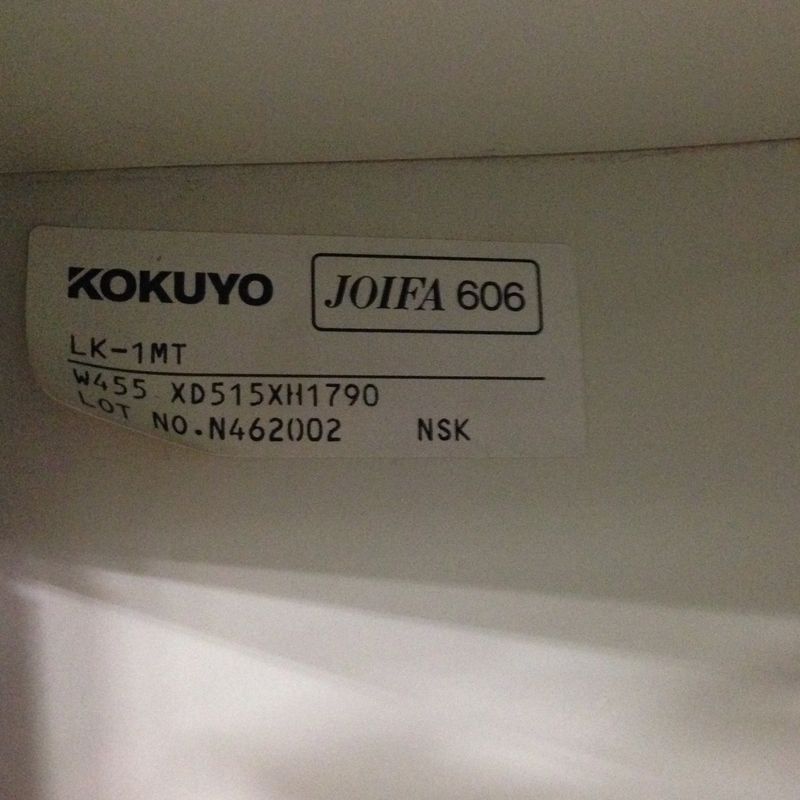 KOKUYO JOIFA 606
LK-1MT
W455 XD515XH1790
LOT NO.N462002 NSK